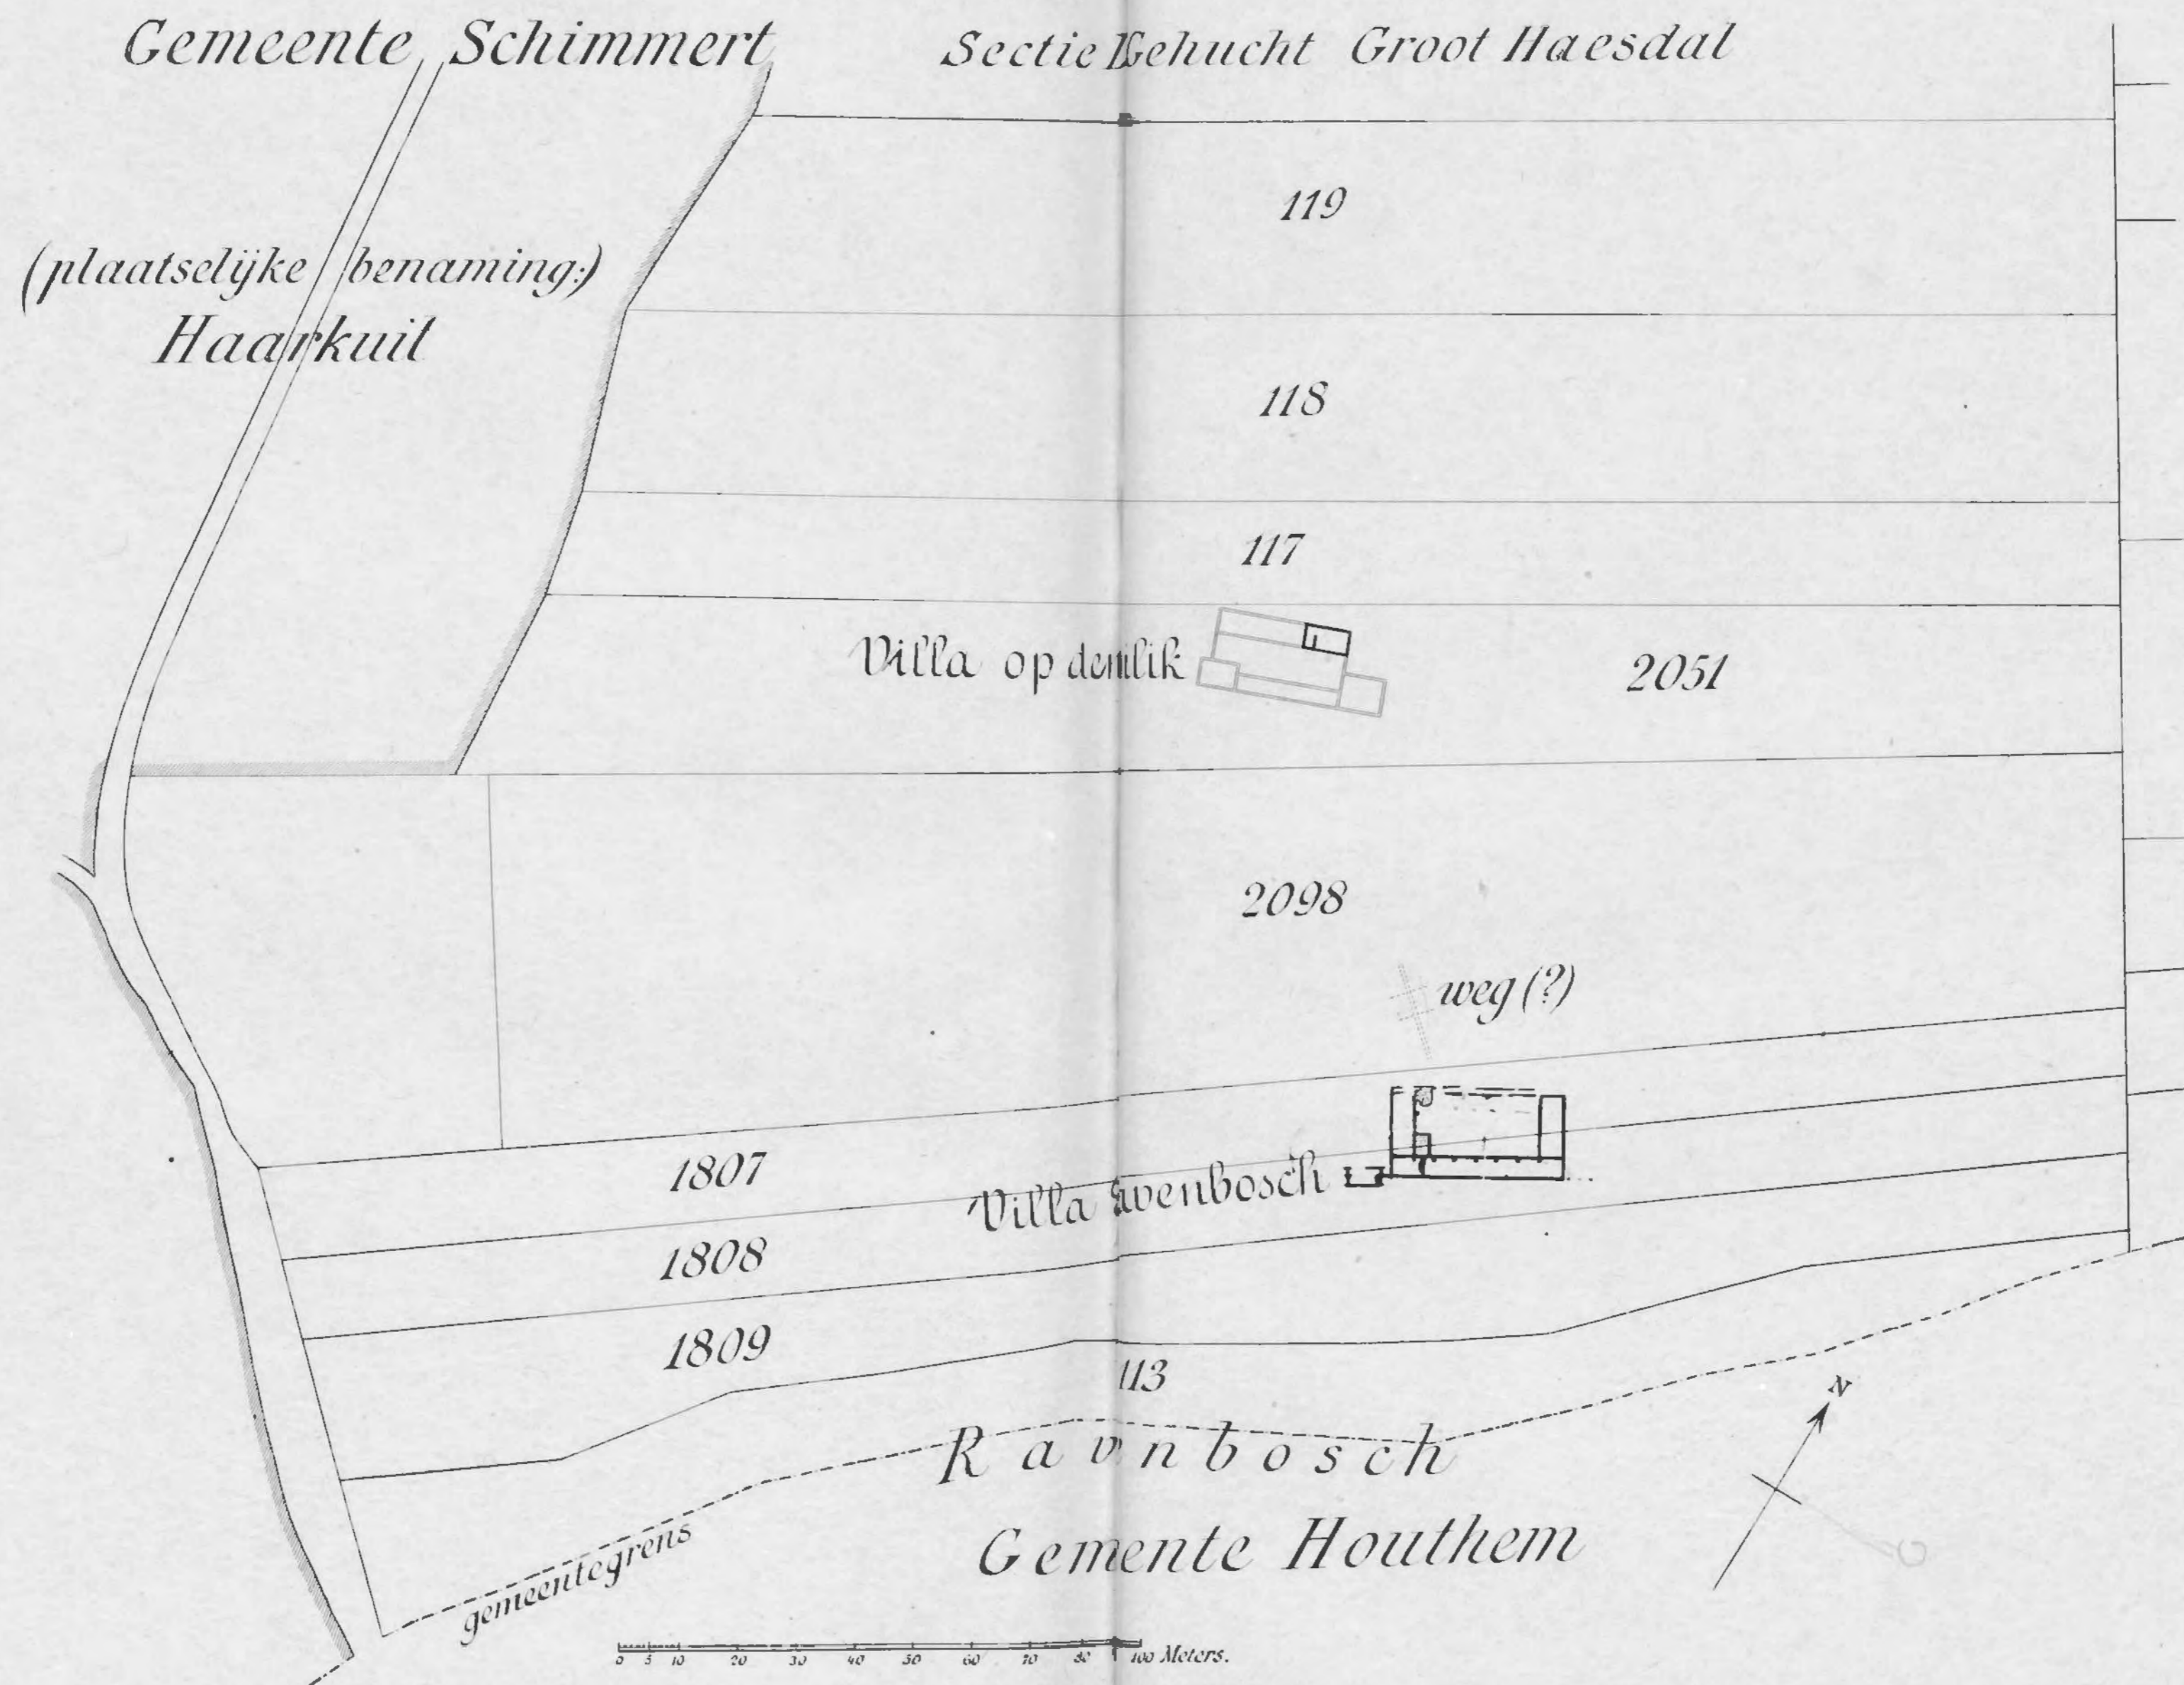 Gemeente Schimmert
Sectie Gehucht Groot Haesdal
119
(plaatselijke benaming:)
Haarkuil
118
117
Villa op
2051
2098
weg (?)
1807
Villa
1808
1809
113
N
Ravnbosch
Gemente Houthem
gemeentegrens
0 5 10 20 30 40 50 60 70 80 100 Meters.